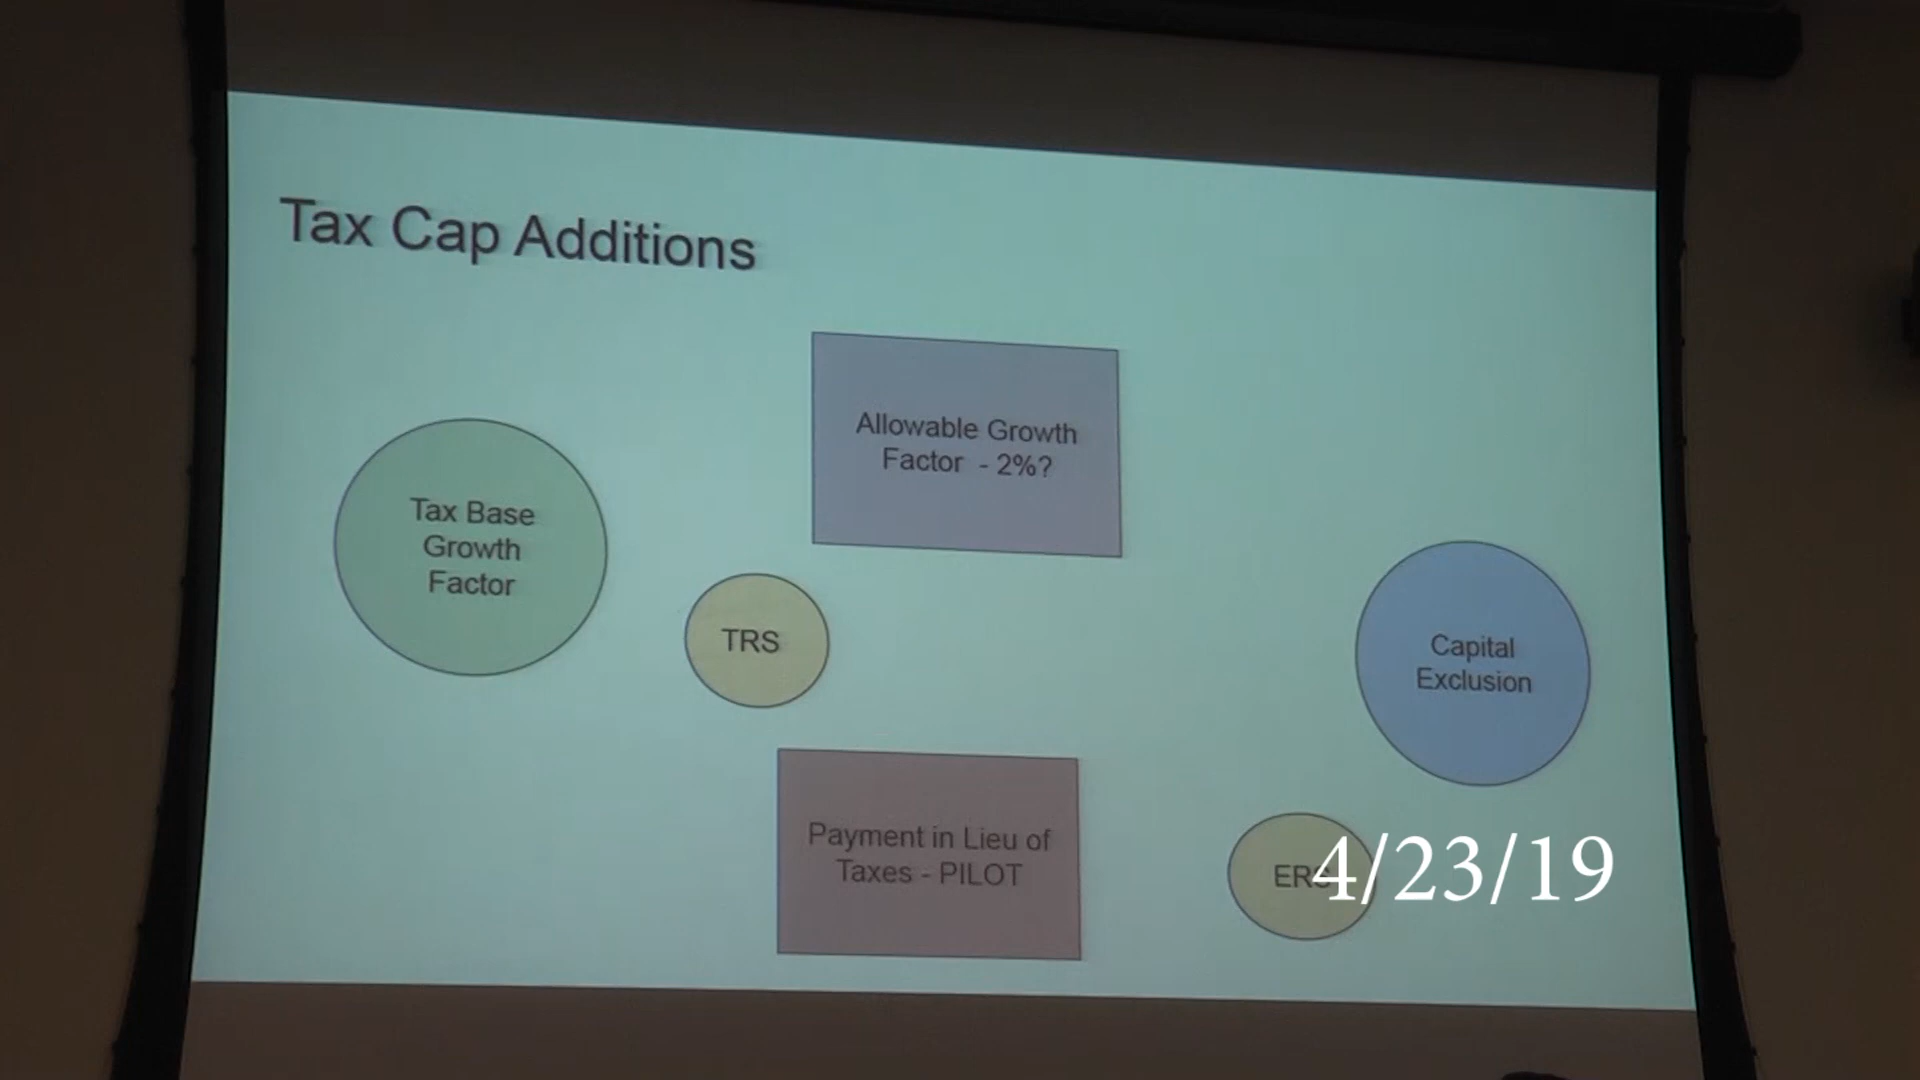 Tax Cap Additions
Allowable Growth
Factor - 2%?
Tax Base
Growth
Factor
TRS
Capital
Exclusion
Payment in Lieu of
Taxes - PILOT
ERS
4/23/19